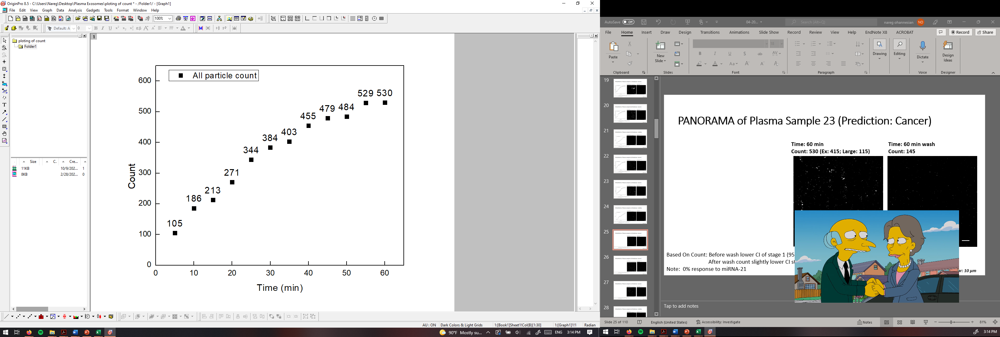 OriginPro 8.5 - C:\Users\Nareg\Desktop\Plasma Exosomes\ploting of count * - /Folder1/ - [Graph1]
File Edit View Graph Data Analysis Gadgets Tools Format Window Help
100%
Default: A 0 B I U
ploting of count
Folder1
Size C. Cre...
11KB 10/9/202... 1
8KB 2/28/202... 0
1
All particle count
600
500
400
300
200
100
0
Count
105
186
213
271
344
384
403
455
479
484
529
530
0 10 20 30 40 50 60
Time (min)
AU : ON Dark Colors & Light Grids 1:[Book1]Sheet1!Col(B)[1:30] 1:[Graph1]1!1 Radian
90°F Mostly su... ENG 3:14 PM
AutoSave Off 04-20... Search (Alt+Q) nareg ohannesian NO
File Home Insert Draw Design Transitions Animations Slide Show Record Review View Help EndNote X8 ACROBAT Record Share
Paste
New Slide
18
B I U S ab AV
Aa A A
Drawing
Editing
Dictate
Design Ideas
Clipboard Slides Font Paragraph Voice Designer
19
20
21
22
23
24
25
26
27
28
PANORAMA of Plasma Sample 23 (Prediction: Cancer)
Time: 60 min
Count: 530 (Ex: 415; Large: 115)
Time: 60 min wash
Count: 145
Based On Count: Before wash lower CI of stage 1 (95
After wash count slightly lower CI st
Note: 0% response to miRNA-21
ar: 10 µm
Tap to add notes
Slide 25 of 110 English (United States) Accessibility: Investigate Notes 81%
3:14 PM